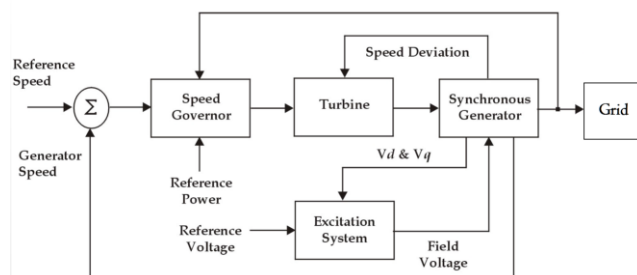 Speed Deviation
Reference
Speed
Σ
Speed
Governor
Turbine
Synchronous
Generator
Grid
Generator
Speed
Vd & Vq
Reference
Power
Reference
Voltage
Excitation
System
Field
Voltage